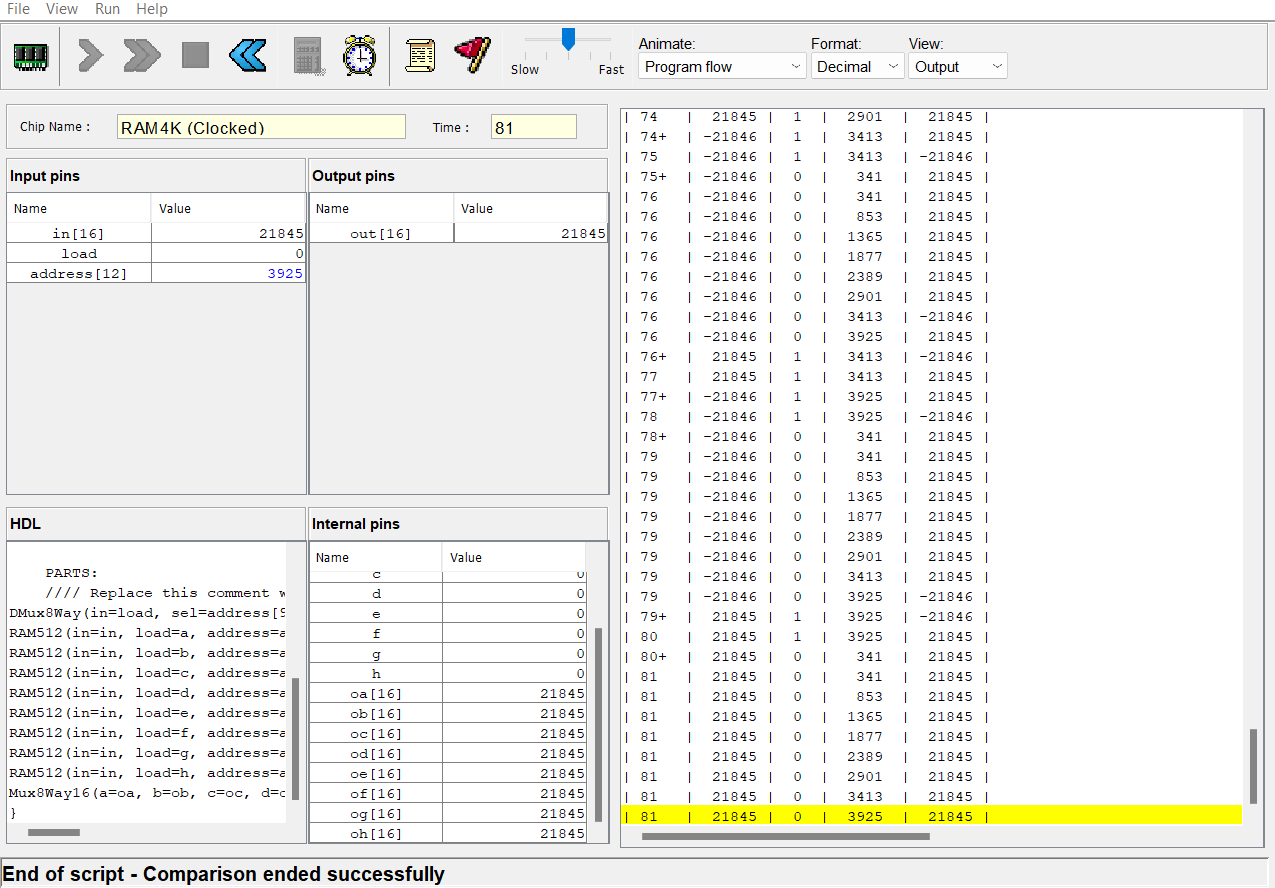 File View Run Help
Animate: Format: View:
Slow Fast Program flow Decimal Output
Chip Name : RAM4K (Clocked) Time : 81
Input pins
Name Value
in[16] 21845
load 0
address[12] 3925
Output pins
Name Value
out[16] 21845
HDL
PARTS:
//// Replace this comment w
DMux8Way(in=load, sel=address[9
RAM512(in=in, load=a, address=a
RAM512(in=in, load=b, address=a
RAM512(in=in, load=c, address=a
RAM512(in=in, load=d, address=a
RAM512(in=in, load=e, address=a
RAM512(in=in, load=f, address=a
RAM512(in=in, load=g, address=a
RAM512(in=in, load=h, address=a
Mux8Way16(a=oa, b=ob, c=oc, d=o
}
Internal pins
Name Value
c 0
d 0
e 0
f 0
g 0
h 0
oa[16] 21845
ob[16] 21845
oc[16] 21845
od[16] 21845
oe[16] 21845
of[16] 21845
og[16] 21845
oh[16] 21845
| 74 | 21845 | 1 | 2901 | 21845 |
| 74+ | -21846 | 1 | 3413 | 21845 |
| 75 | -21846 | 1 | 3413 | -21846 |
| 75+ | -21846 | 0 | 341 | 21845 |
| 76 | -21846 | 0 | 341 | 21845 |
| 76 | -21846 | 0 | 853 | 21845 |
| 76 | -21846 | 0 | 1365 | 21845 |
| 76 | -21846 | 0 | 1877 | 21845 |
| 76 | -21846 | 0 | 2389 | 21845 |
| 76 | -21846 | 0 | 2901 | 21845 |
| 76 | -21846 | 0 | 3413 | -21846 |
| 76 | -21846 | 0 | 3925 | 21845 |
| 76+ | 21845 | 1 | 3413 | -21846 |
| 77 | 21845 | 1 | 3413 | 21845 |
| 77+ | -21846 | 1 | 3925 | 21845 |
| 78 | -21846 | 1 | 3925 | -21846 |
| 78+ | -21846 | 0 | 341 | 21845 |
| 79 | -21846 | 0 | 341 | 21845 |
| 79 | -21846 | 0 | 853 | 21845 |
| 79 | -21846 | 0 | 1365 | 21845 |
| 79 | -21846 | 0 | 1877 | 21845 |
| 79 | -21846 | 0 | 2389 | 21845 |
| 79 | -21846 | 0 | 2901 | 21845 |
| 79 | -21846 | 0 | 3413 | 21845 |
| 79 | -21846 | 0 | 3925 | -21846 |
| 79+ | 21845 | 1 | 3925 | -21846 |
| 80 | 21845 | 1 | 3925 | 21845 |
| 80+ | 21845 | 0 | 341 | 21845 |
| 81 | 21845 | 0 | 341 | 21845 |
| 81 | 21845 | 0 | 853 | 21845 |
| 81 | 21845 | 0 | 1365 | 21845 |
| 81 | 21845 | 0 | 1877 | 21845 |
| 81 | 21845 | 0 | 2389 | 21845 |
| 81 | 21845 | 0 | 2901 | 21845 |
| 81 | 21845 | 0 | 3413 | 21845 |
| 81 | 21845 | 0 | 3925 | 21845 |
End of script - Comparison ended successfully